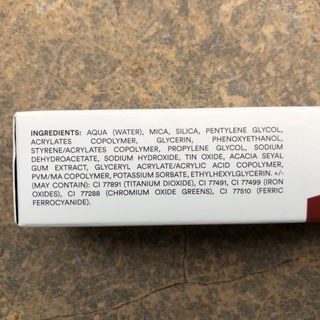 INGREDIENTS: AQUA (WATER), MICA, SILICA, PENTYLENE GLYCOL,
ACRYLATES COPOLYMER, GLYCERIN, PHENOXYETHANOL,
STYRENE/ACRYLATES COPOLYMER, PROPYLENE GLYCOL, SODIUM
DEHYDROACETATE, SODIUM HYDROXIDE, TIN OXIDE, ACACIA SEYAL
GUM EXTRACT, GLYCERYL ACRYLATE/ACRYLIC ACID COPOLYMER,
PVM/MA COPOLYMER, POTASSIUM SORBATE, ETHYLHEXYLGLYCERIN. +/-
(MAY CONTAIN): CI 77891 (TITANIUM DIOXIDE), CI 77491, CI 77499 (IRON
OXIDES), CI 77288 (CHROMIUM OXIDE GREENS), CI 77510 (FERRIC
FERROCYANIDE).